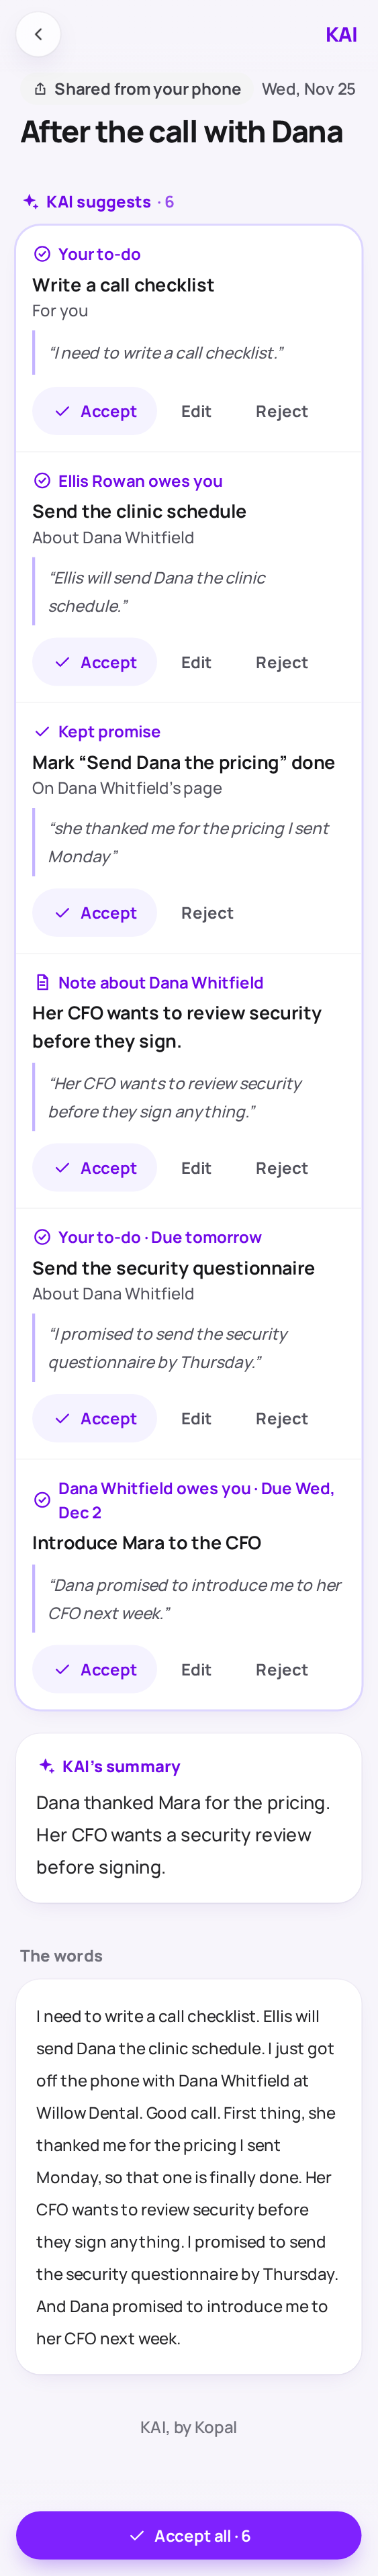 KAI
Shared from your phone Wed, Nov 25
After the call with Dana
KAI suggests · 6
Your to-do
Write a call checklist
For you
“I need to write a call checklist.”
Accept Edit Reject
Ellis Rowan owes you
Send the clinic schedule
About Dana Whitfield
“Ellis will send Dana the clinic
schedule.”
Accept Edit Reject
Kept promise
Mark “Send Dana the pricing” done
On Dana Whitfield’s page
“she thanked me for the pricing I sent
Monday”
Accept Reject
Note about Dana Whitfield
Her CFO wants to review security
before they sign.
“Her CFO wants to review security
before they sign anything.”
Accept Edit Reject
Your to-do · Due tomorrow
Send the security questionnaire
About Dana Whitfield
“I promised to send the security
questionnaire by Thursday.”
Accept Edit Reject
Dana Whitfield owes you · Due Wed,
Dec 2
Introduce Mara to the CFO
“Dana promised to introduce me to her
CFO next week.”
Accept Edit Reject
KAI’s summary
Dana thanked Mara for the pricing.
Her CFO wants a security review
before signing.
The words
I need to write a call checklist. Ellis will
send Dana the clinic schedule. I just got
off the phone with Dana Whitfield at
Willow Dental. Good call. First thing, she
thanked me for the pricing I sent
Monday, so that one is finally done. Her
CFO wants to review security before
they sign anything. I promised to send
the security questionnaire by Thursday.
And Dana promised to introduce me to
her CFO next week.
KAI, by Kopal
Accept all · 6